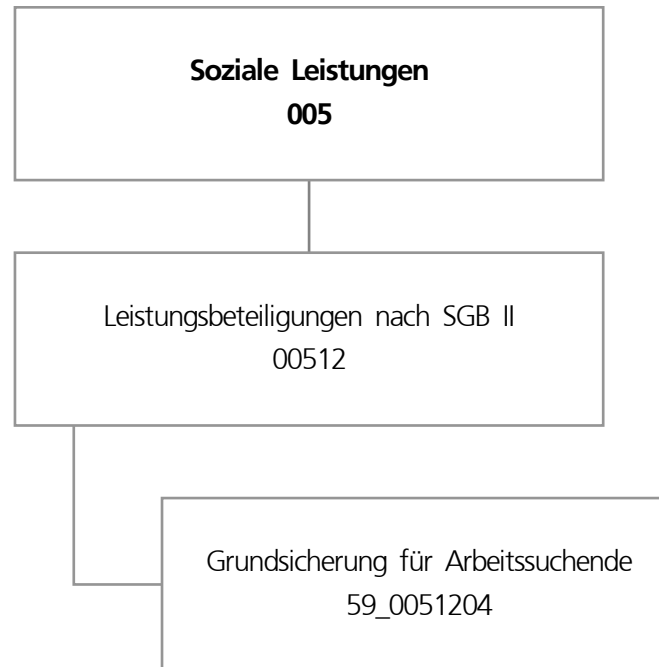 Soziale Leistungen
005
Leistungsbeteiligungen nach SGB II
00512
Grundsicherung für Arbeitssuchende
59_0051204